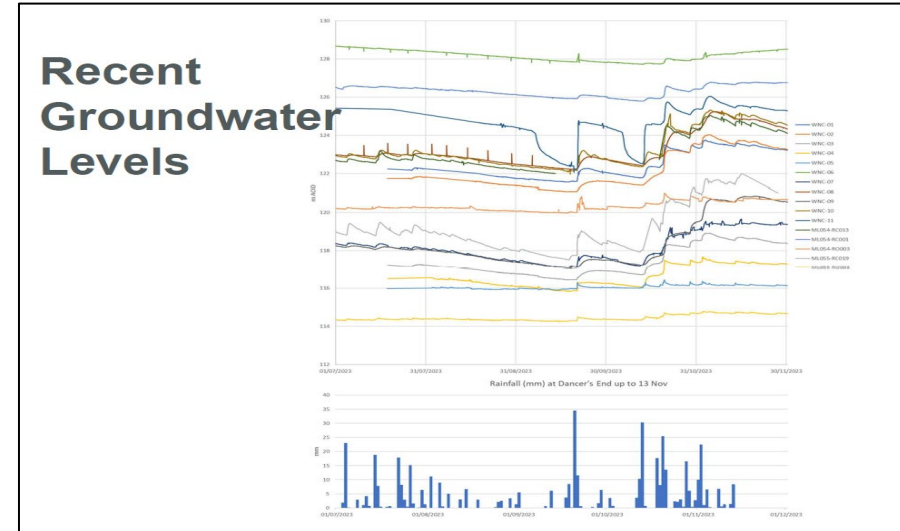 Recent
Groundwater
Levels
130
128
126
124
122
120
118
116
114
112
mAOD
01/07/2023 31/07/2023 31/08/2023 30/09/2023 31/10/2023 30/11/2023
WNC-01
WNC-02
WNC-03
WNC-04
WNC-05
WNC-06
WNC-07
WNC-08
WNC-09
WNC-10
WNC-11
ML054-RC013
ML054-RC001
ML054-RO003
ML055-RC029
Rainfall (mm) at Dancer's End up to 13 Nov
40
35
30
25
20
15
10
5
0
mm
01/07/2023 01/08/2023 01/09/2023 01/10/2023 01/11/2023 01/12/2023